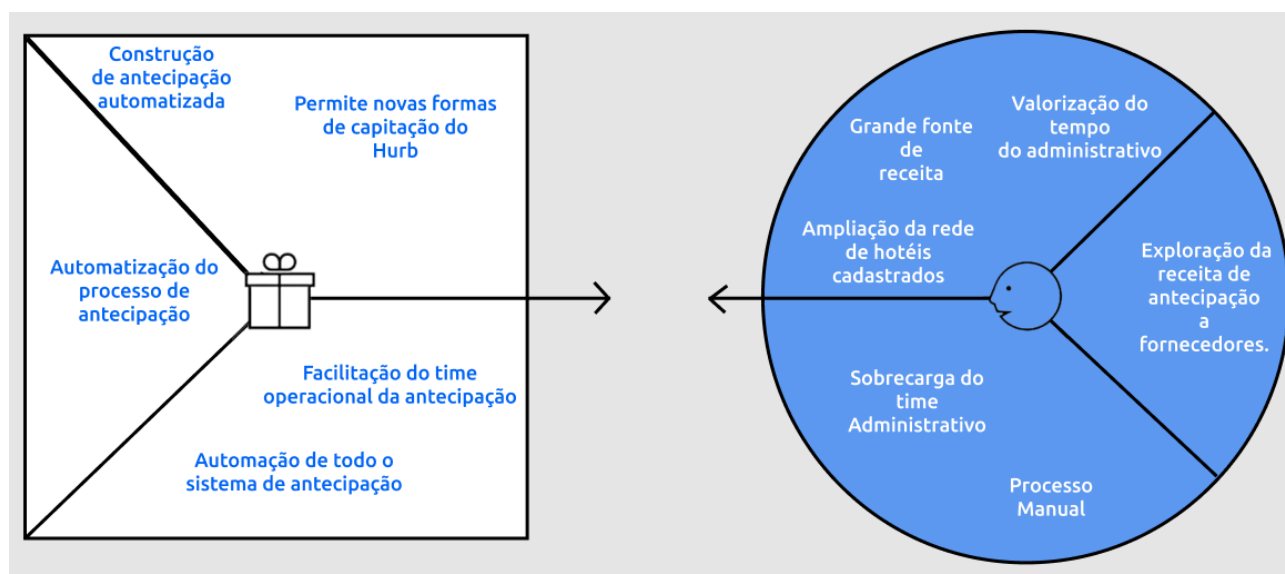 Construção
de antecipação
automatizada
Permite novas formas
de capitação do
Hurb
Automatização do
processo de
antecipação
Facilitação do time
operacional da antecipação
Automação de todo o
sistema de antecipação
Grande fonte
de
receita
Valorização do
tempo
do administrativo
Ampliação da rede
de hotéis
cadastrados
Exploração da
receita de
antecipação
a
fornecedores.
Sobrecarga do
time
Administrativo
Processo
Manual